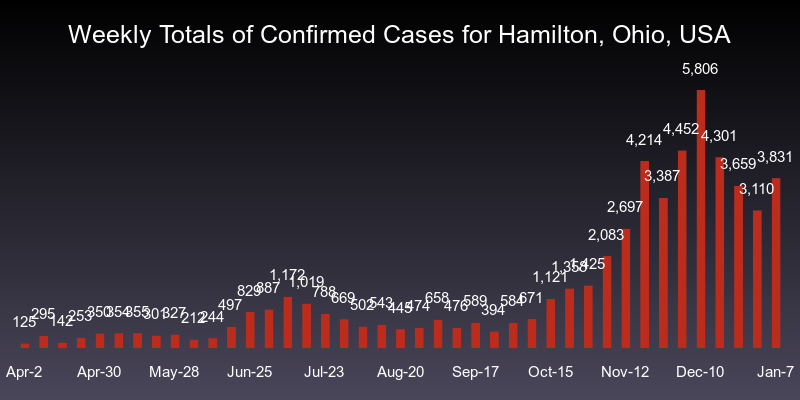 Weekly Totals of Confirmed Cases for Hamilton, Ohio, USA
125 295 142 253 350 354 355 301 327 212 244 497 829 887 1,172 1,019 788 669 502 543 445 474 658 476 589 394 584 671 1,121 1,358 1,425 2,083 2,697 4,214 3,387 4,452 5,806 4,301 3,659 3,110 3,831
Apr-2 Apr-30 May-28 Jun-25 Jul-23 Aug-20 Sep-17 Oct-15 Nov-12 Dec-10 Jan-7